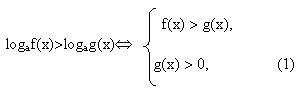 f(x) > g(x),
logₐf(x)>logₐg(x)⇔
g(x) > 0, (1)